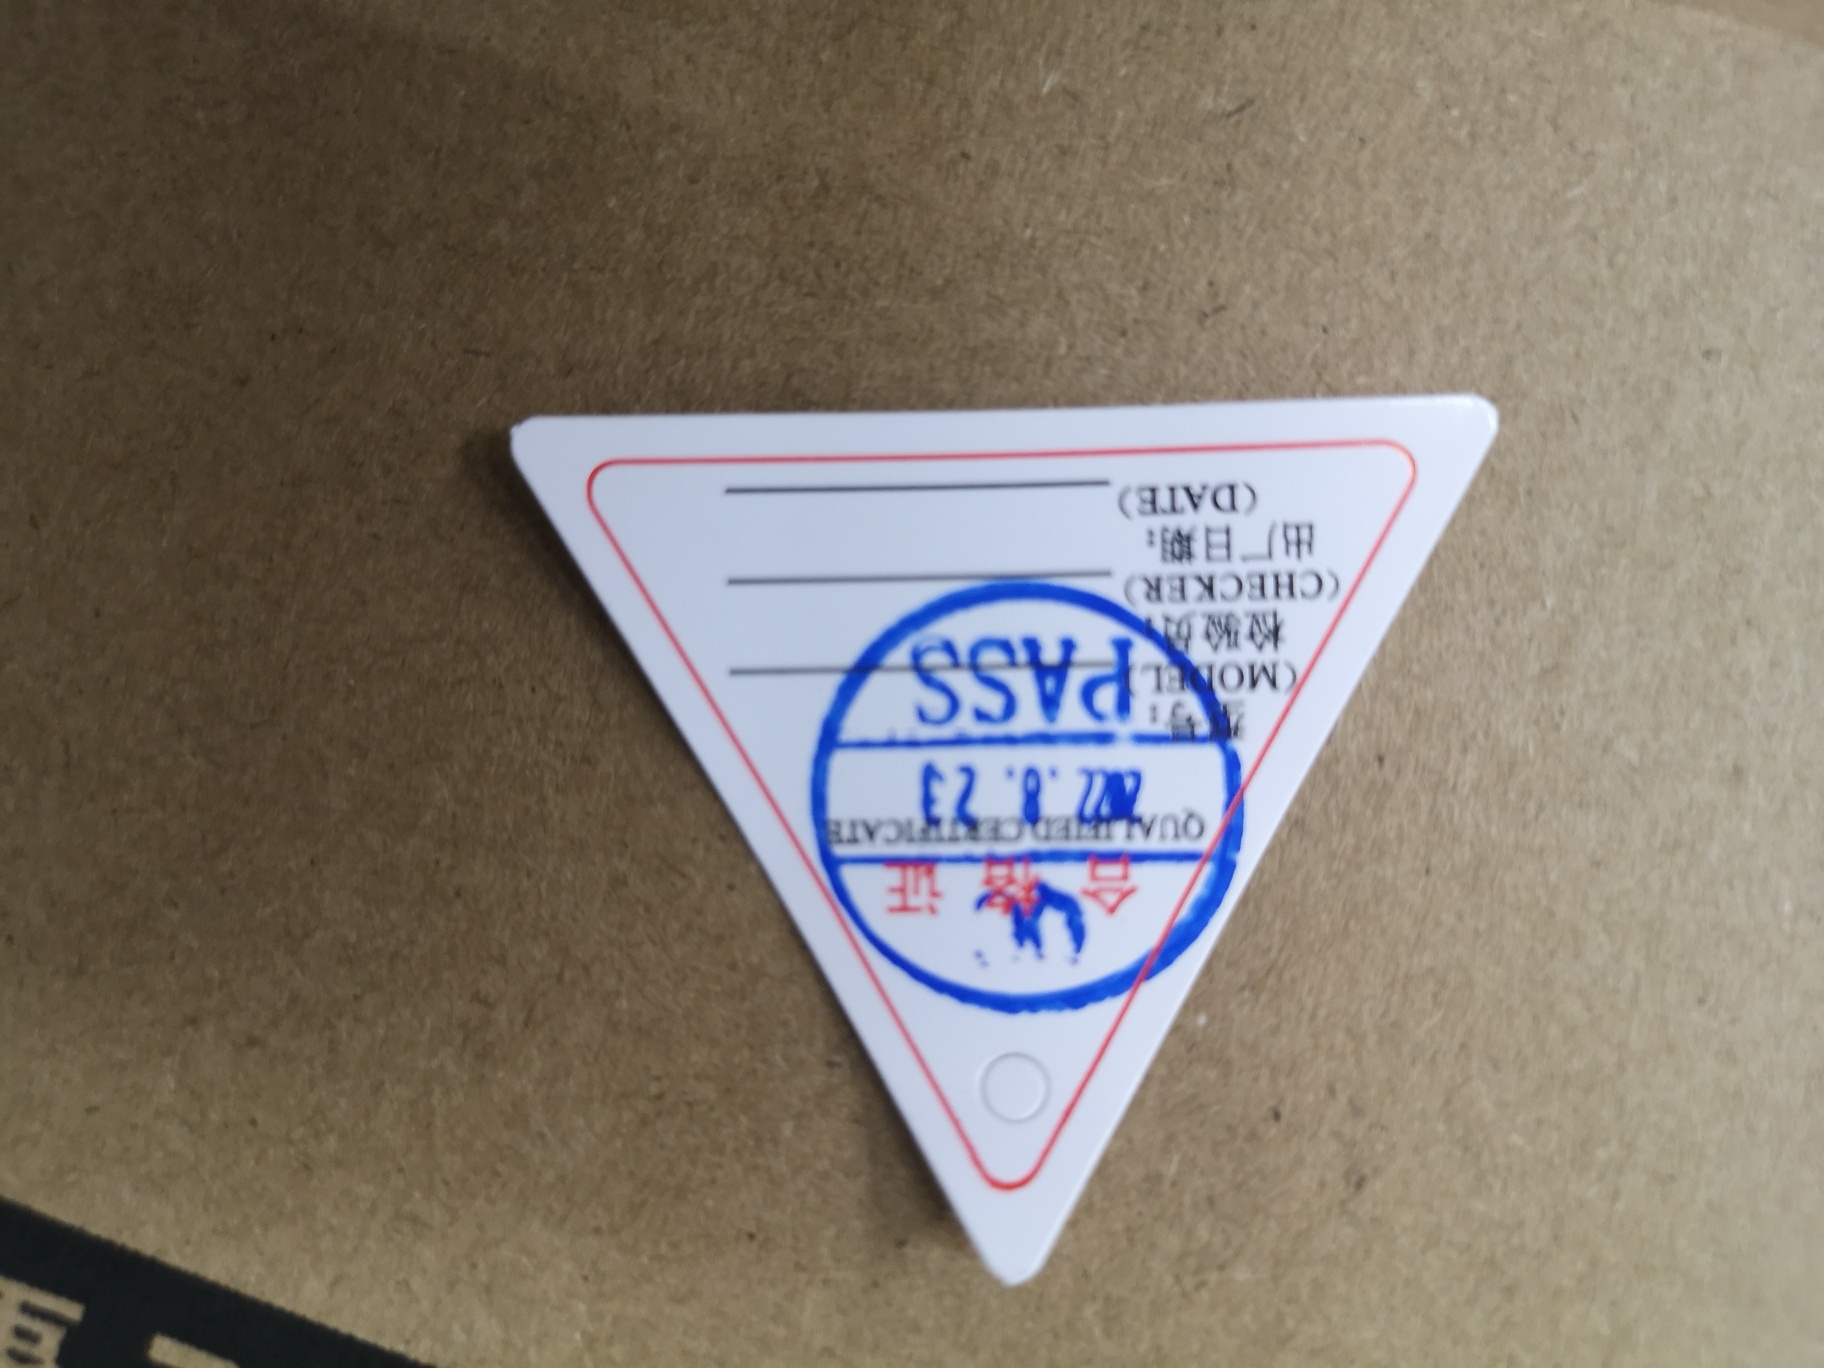 合格证
QUALIFIED CERTIFICATE
2022.8.23
PASS
型号:
(MODEL)
检验员:
(CHECKER)
出厂日期:
(DATE)